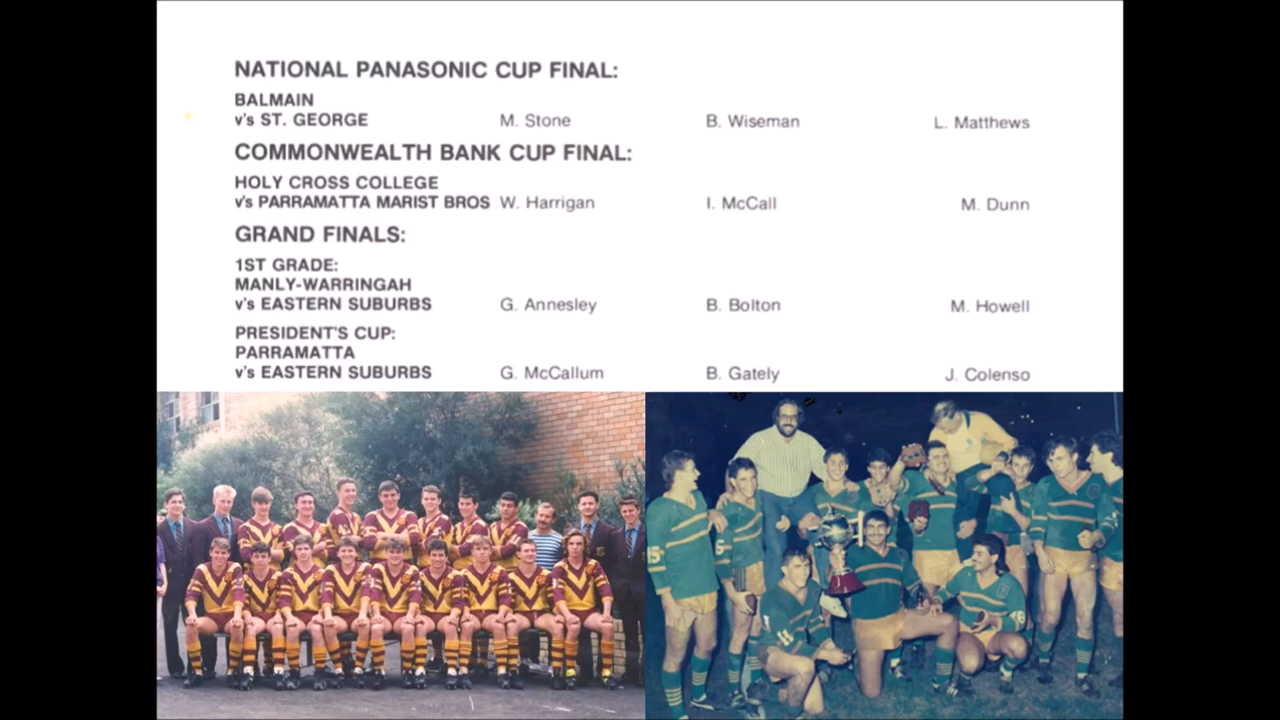 NATIONAL PANASONIC CUP FINAL:
BALMAIN
v's ST. GEORGE M. Stone B. Wiseman L. Matthews
COMMONWEALTH BANK CUP FINAL:
HOLY CROSS COLLEGE
v's PARRAMATTA MARIST BROS W. Harrigan I. McCall M. Dunn
GRAND FINALS:
1ST GRADE:
MANLY-WARRINGAH
v's EASTERN SUBURBS G. Annesley B. Bolton M. Howell
PRESIDENT'S CUP:
PARRAMATTA
v's EASTERN SUBURBS G. McCallum B. Gately J. Colenso
11